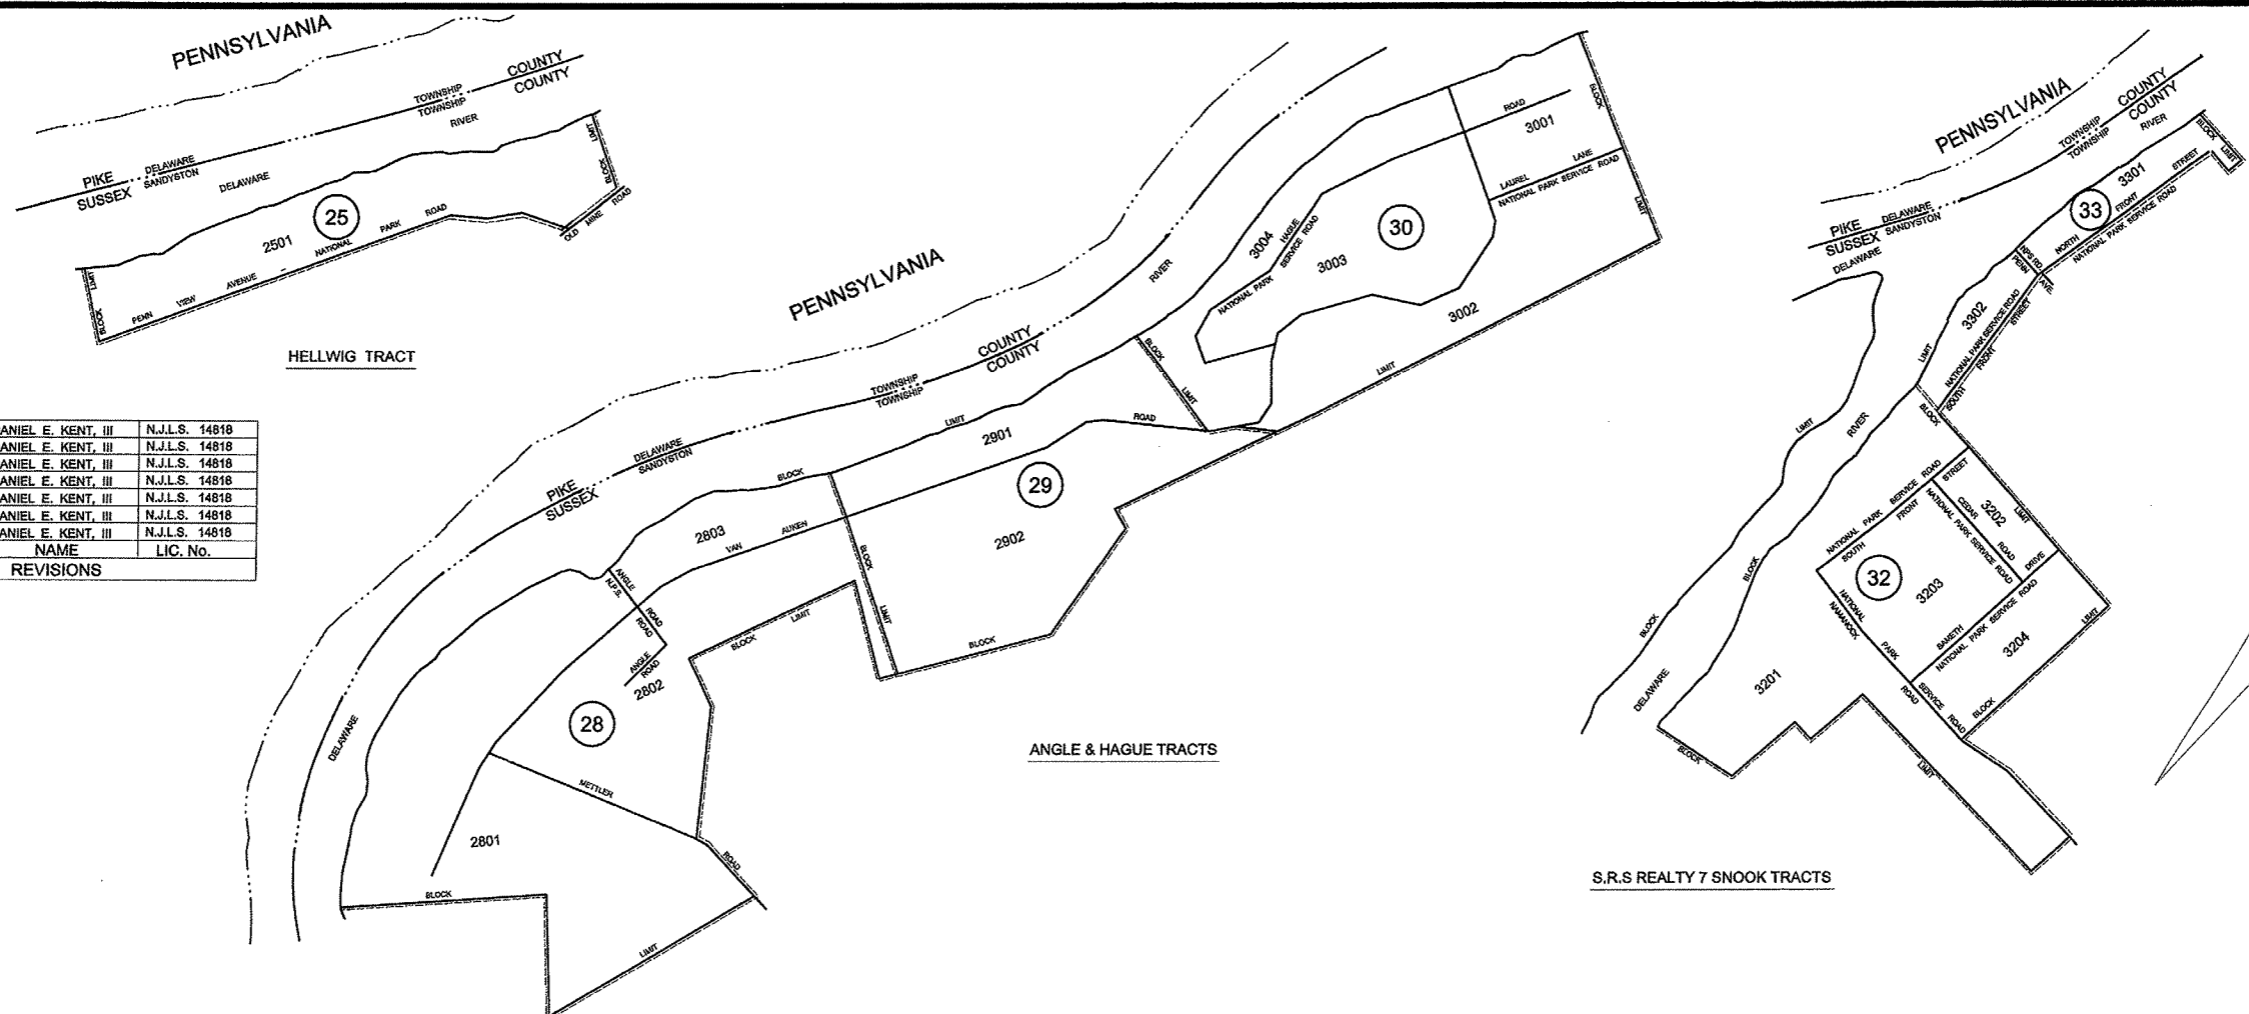 PENNSYLVANIA
TOWNSHIP COUNTY
TOWNSHIP COUNTY
RIVER
PIKE DELAWARE
SUSSEX SANDYSTON
DELAWARE
25
2501
LIMIT
BLOCK
LIMIT
BLOCK
PENN VIEW AVENUE - NATIONAL PARK ROAD
OLD MINE ROAD
HELLWIG TRACT
ANIEL E. KENT, III N.J.L.S. 14818
ANIEL E. KENT, III N.J.L.S. 14818
ANIEL E. KENT, III N.J.L.S. 14818
ANIEL E. KENT, III N.J.L.S. 14818
ANIEL E. KENT, III N.J.L.S. 14818
ANIEL E. KENT, III N.J.L.S. 14818
ANIEL E. KENT, III N.J.L.S. 14818
NAME LIC. No.
REVISIONS
PENNSYLVANIA
TOWNSHIP COUNTY
TOWNSHIP COUNTY
RIVER
PIKE DELAWARE
SUSSEX SANDYSTON
DELAWARE
30
3001
3002
3003
3004
ROAD
LAUREL LANE
NATIONAL PARK SERVICE ROAD
HAGUE
NATIONAL PARK SERVICE ROAD
BLOCK
LIMIT
BLOCK
LIMIT
LIMIT
29
2901
2902
BLOCK LIMIT
VAN AUKEN ROAD
BLOCK
LIMIT
BLOCK
28
2803
2802
2801
ANGLE ROAD
N.P.S. ROAD
ANGLE
ROAD
BLOCK LIMIT
METTLER ROAD
BLOCK
LIMIT
ANGLE & HAGUE TRACTS
PENNSYLVANIA
TOWNSHIP COUNTY
TOWNSHIP COUNTY
RIVER
PIKE DELAWARE
SUSSEX SANDYSTON
DELAWARE
33
3301
3302
NORTH FRONT STREET
NATIONAL PARK SERVICE ROAD
BLOCK
LIMIT
NPS RD.
PENN AVE.
NATIONAL PARK SERVICE ROAD
SOUTH FRONT STREET
LIMIT
BLOCK
LIMIT
RIVER
BLOCK
BLOCK
DELAWARE
32
3201
3202
3203
3204
NATIONAL PARK SERVICE ROAD
SOUTH FRONT STREET
CEDAR ROAD
NATIONAL PARK SERVICE ROAD
LIMIT
BAMETH DRIVE
NATIONAL PARK SERVICE ROAD
NATIONAL PARK SERVICE ROAD
NAMANOCK ROAD
BLOCK
LIMIT
BLOCK
LIMIT
S.R.S REALTY 7 SNOOK TRACTS